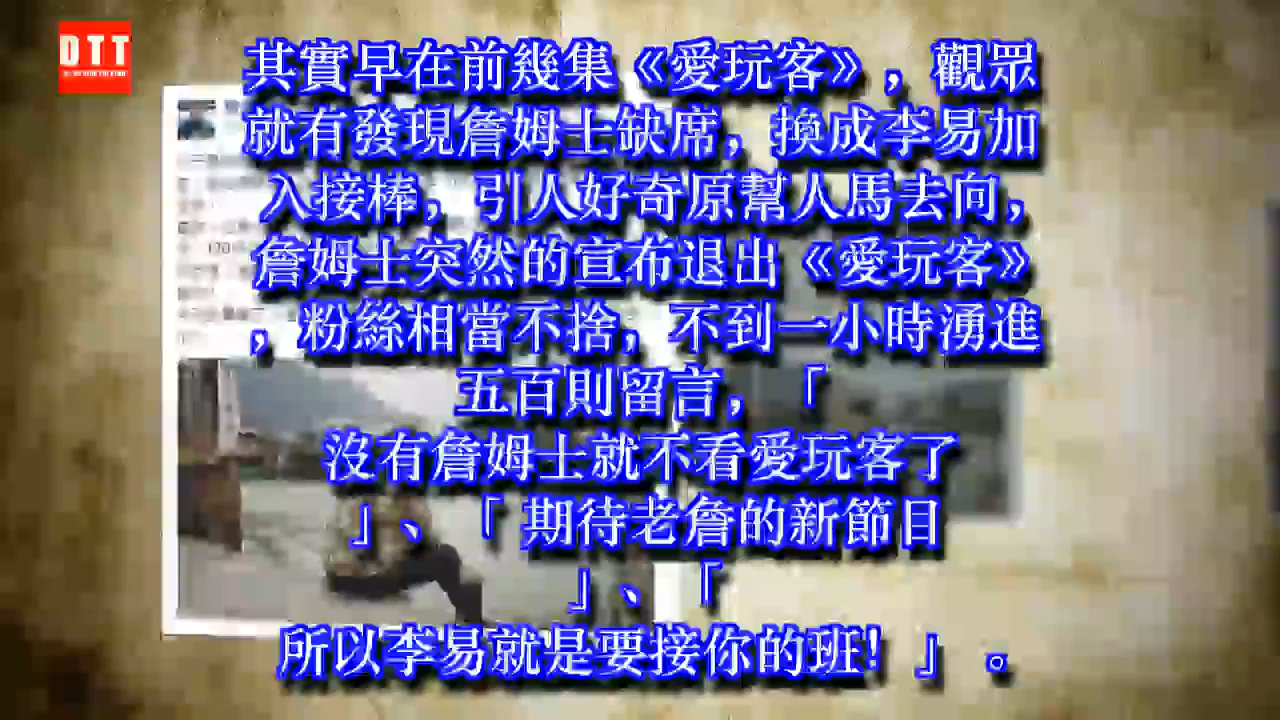 DTT
其實早在前幾集《愛玩客》，觀眾
就有發現詹姆士缺席，換成李易加
入接棒，引人好奇原幫人馬去向，
詹姆士突然的宣布退出《愛玩客》
，粉絲相當不捨，不到一小時湧進
五百則留言，「
沒有詹姆士就不看愛玩客了
」、「 期待老詹的新節目
」、「
所以李易就是要接你的班！」 。